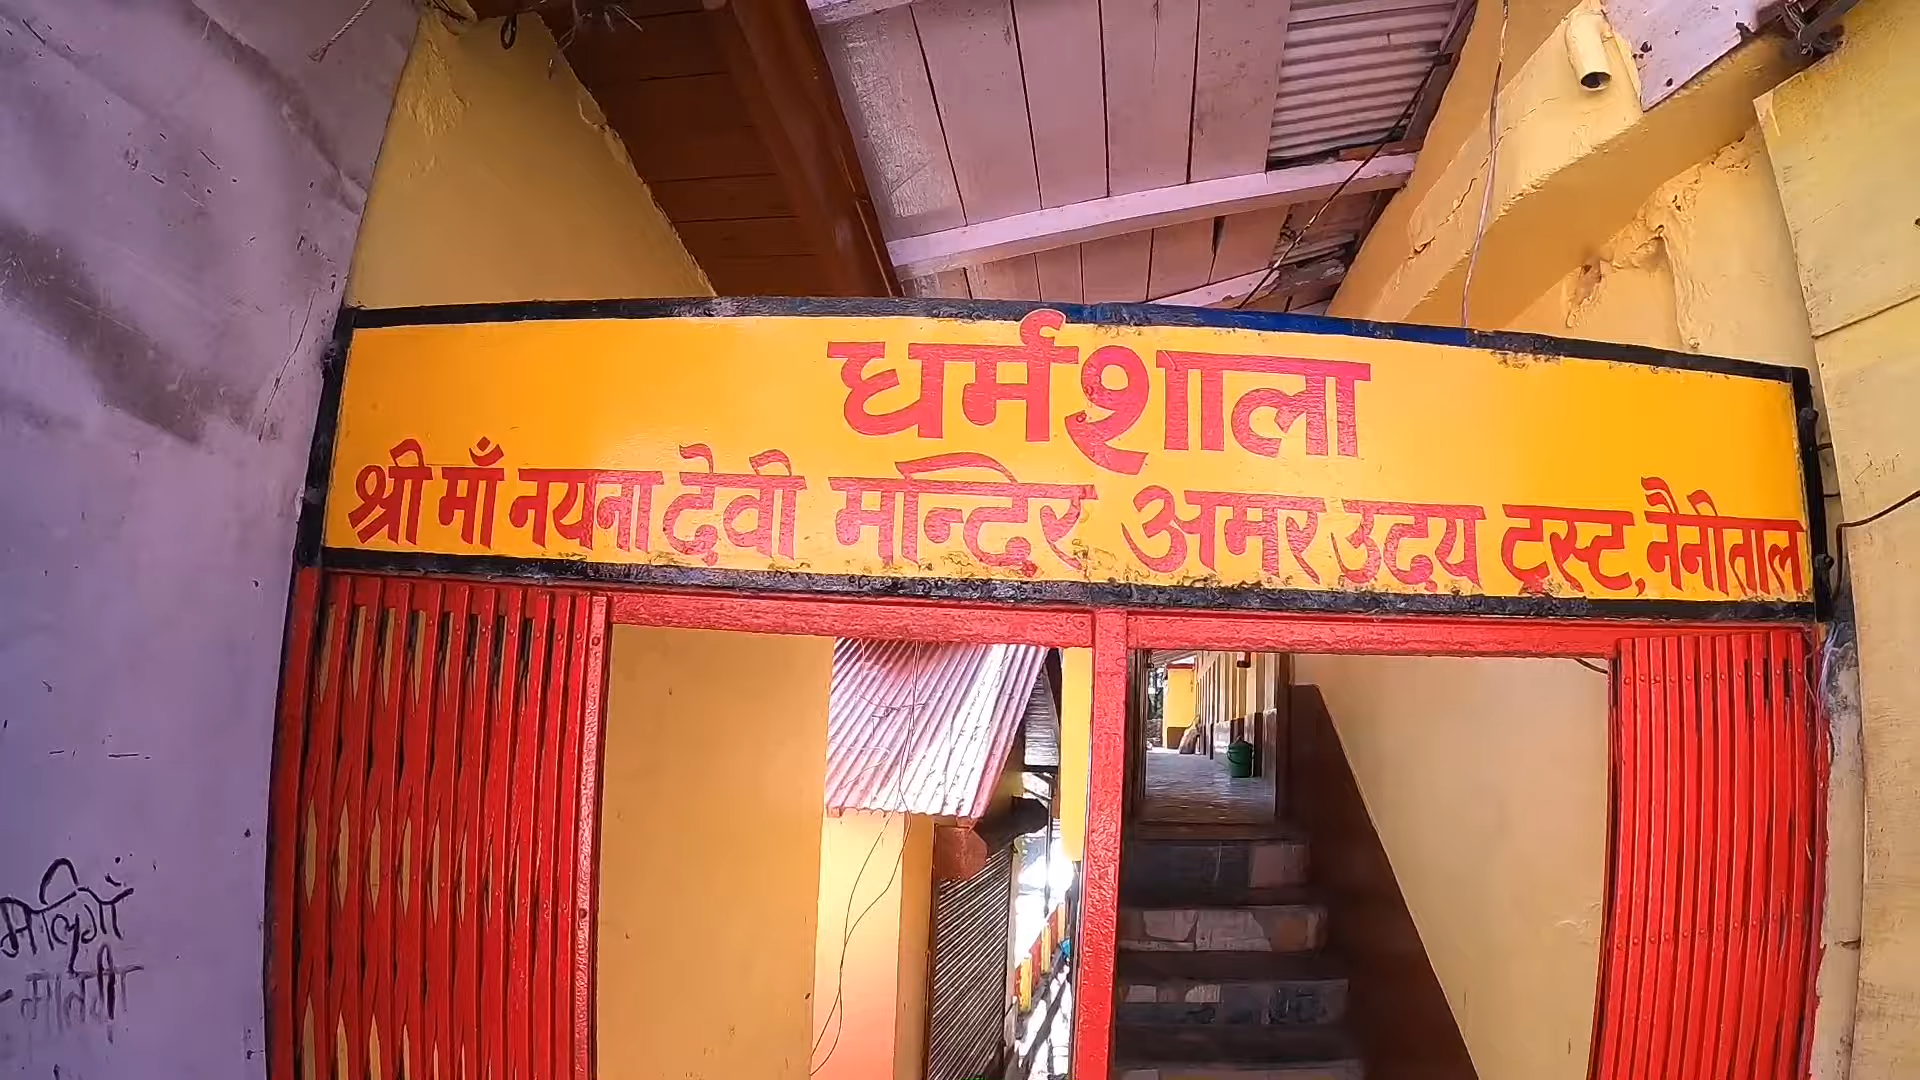 धर्मशाला
श्री माँ नयना देवी मन्दिर अमर उदय ट्रस्ट, नैनीताल